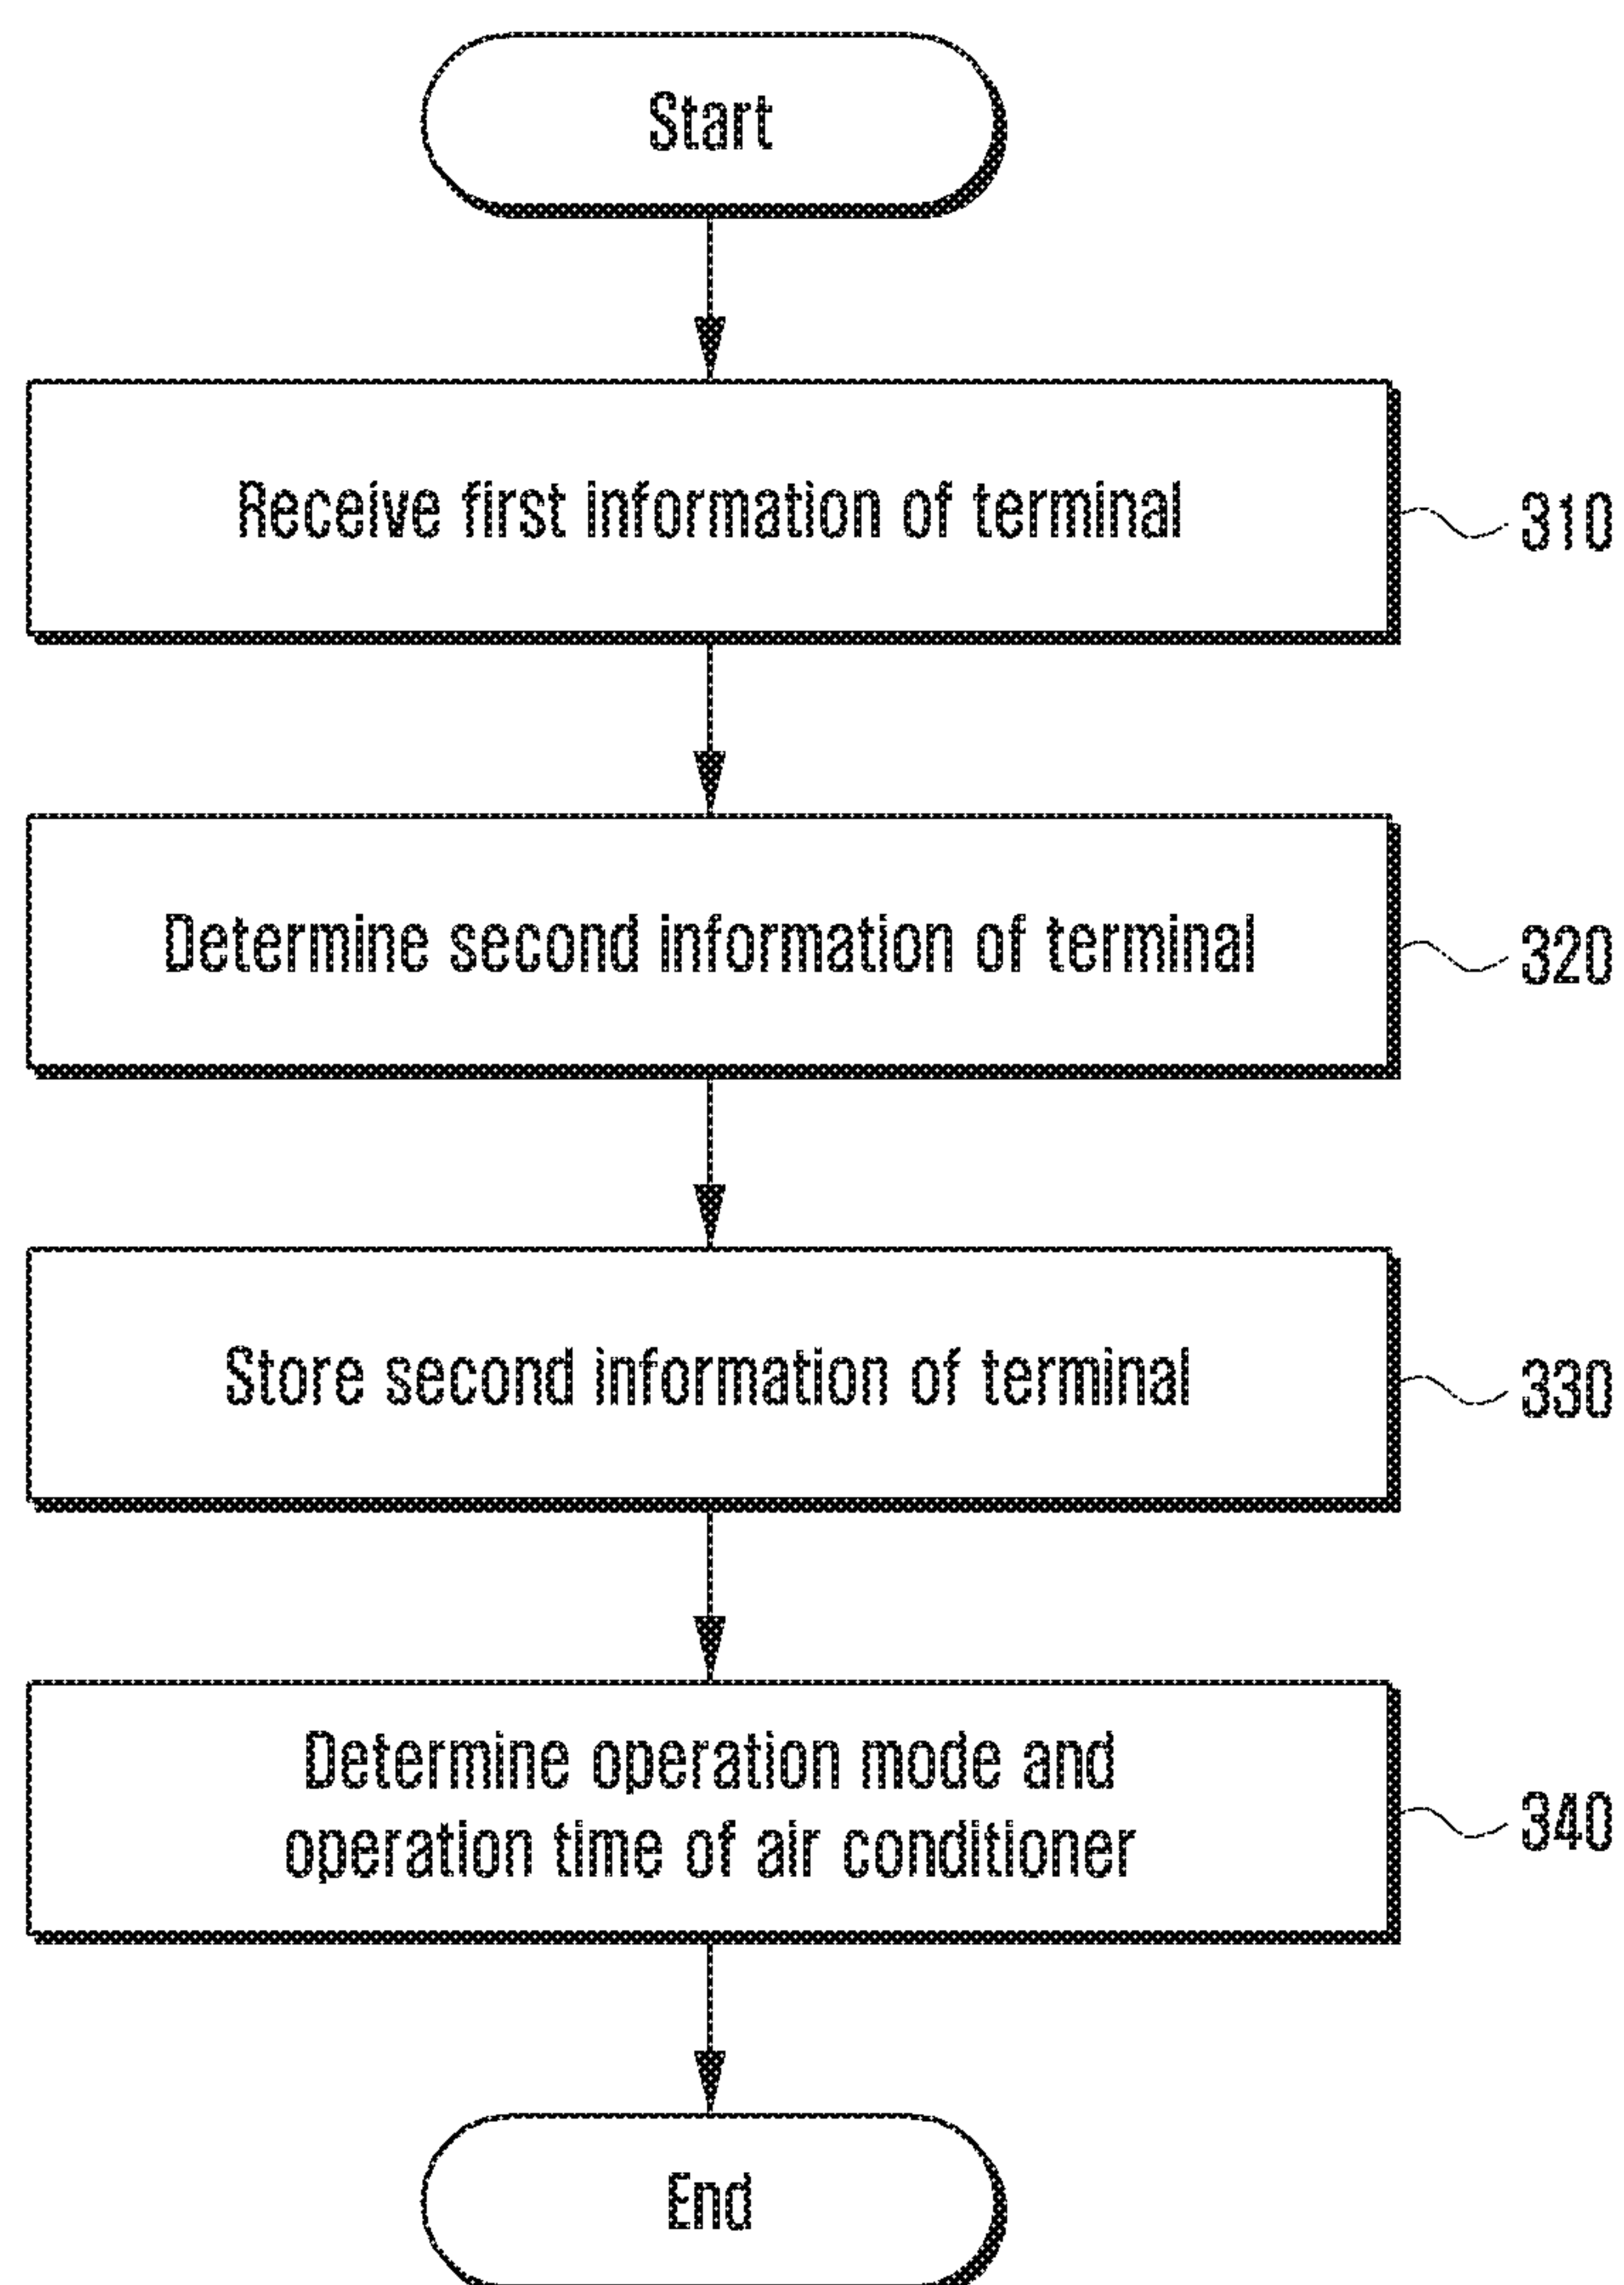 Start
Receive first information of terminal
310
Determine second information of terminal
320
Store second information of terminal
330
Determine operation mode and
operation time of air conditioner
340
End